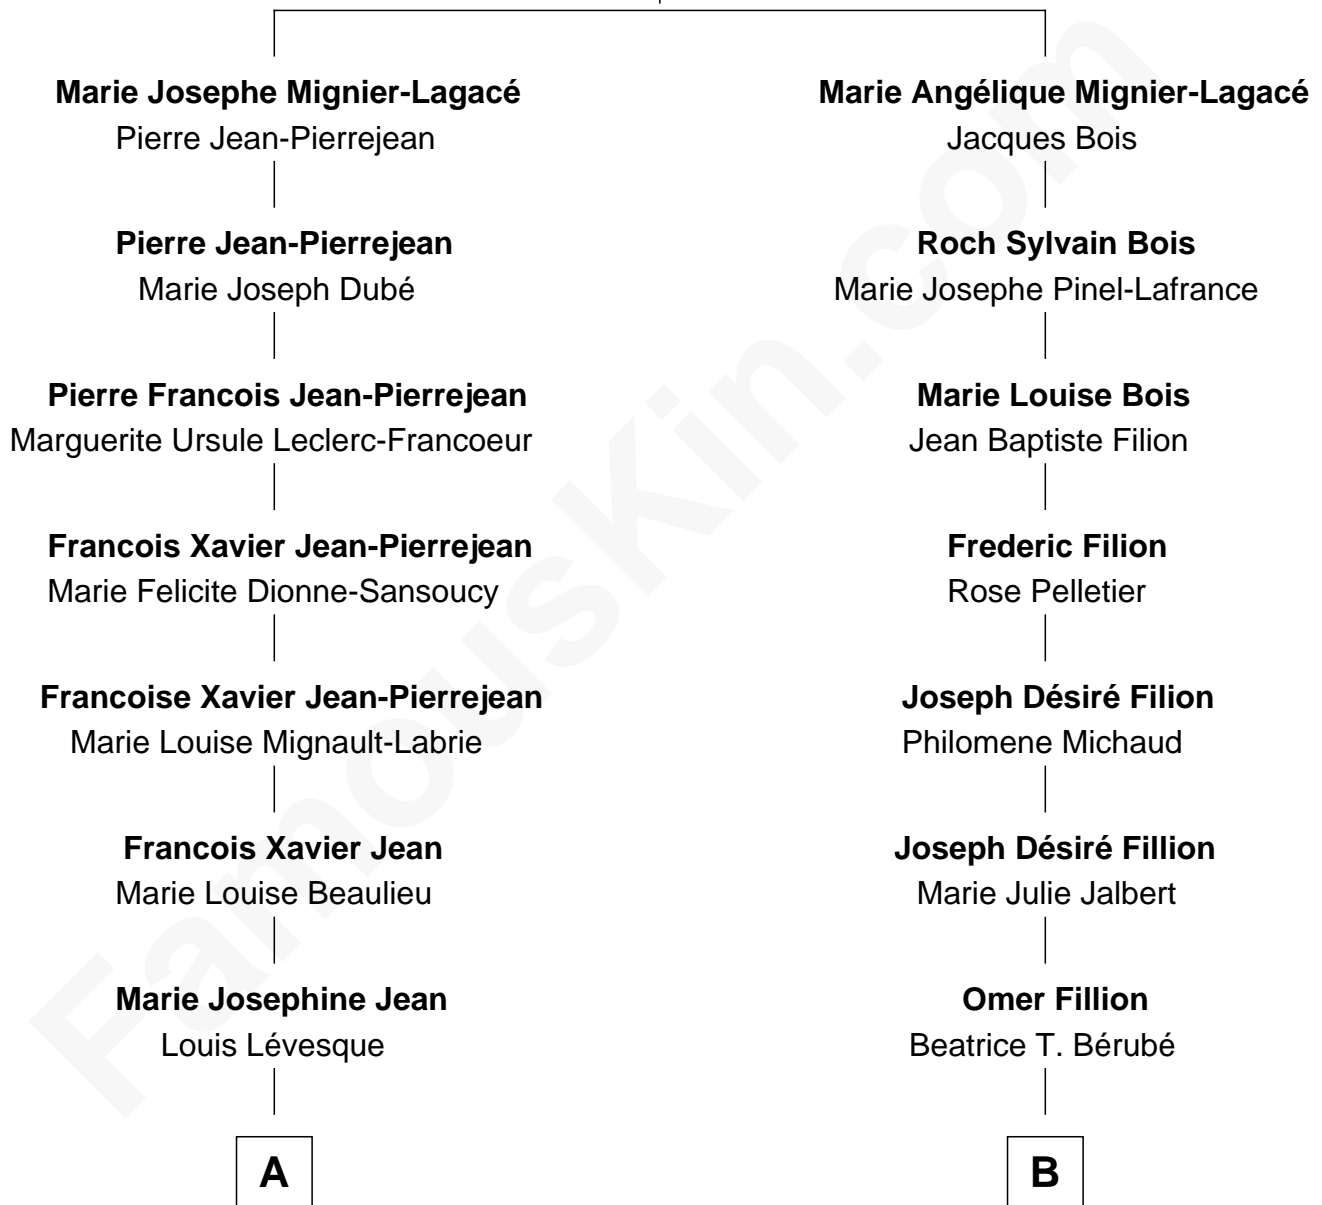 Marie Josephe Mignier-Lagacé
Pierre Jean-Pierrejean
Pierre Jean-Pierrejean
Marie Joseph Dubé
Pierre Francois Jean-Pierrejean
Marguerite Ursule Leclerc-Francoeur
Francois Xavier Jean-Pierrejean
Marie Felicite Dionne-Sansoucy
Francoise Xavier Jean-Pierrejean
Marie Louise Mignault-Labrie
Francois Xavier Jean
Marie Louise Beaulieu
Marie Josephine Jean
Louis Lévesque
A
Marie Angélique Mignier-Lagacé
Jacques Bois
Roch Sylvain Bois
Marie Josephe Pinel-Lafrance
Marie Louise Bois
Jean Baptiste Filion
Frederic Filion
Rose Pelletier
Joseph Désiré Filion
Philomene Michaud
Joseph Désiré Fillion
Marie Julie Jalbert
Omer Fillion
Beatrice T. Bérubé
B
FamousKin.com